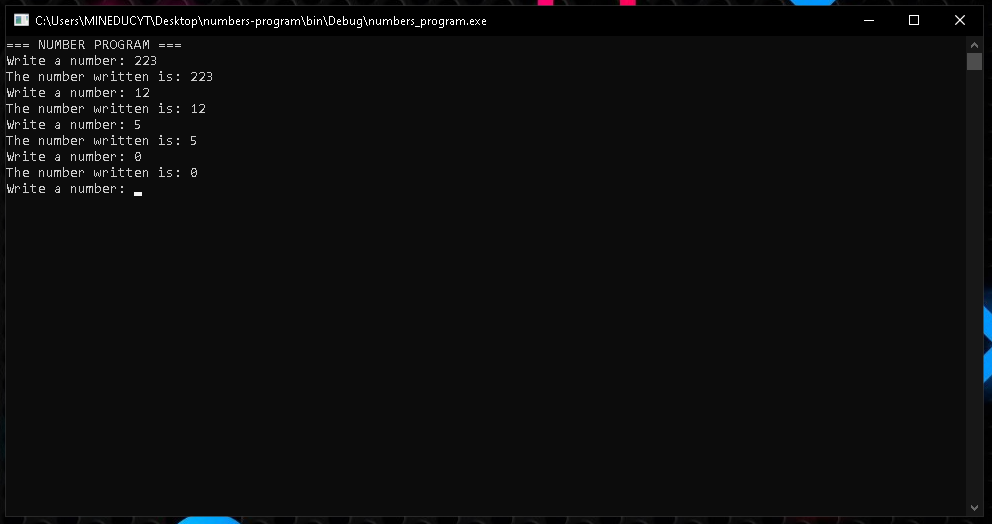 C:\Users\MINEDUCYT\Desktop\numbers-program\bin\Debug\numbers_program.exe
=== NUMBER PROGRAM ===
Write a number: 223
The number written is: 223
Write a number: 12
The number written is: 12
Write a number: 5
The number written is: 5
Write a number: 0
The number written is: 0
Write a number: